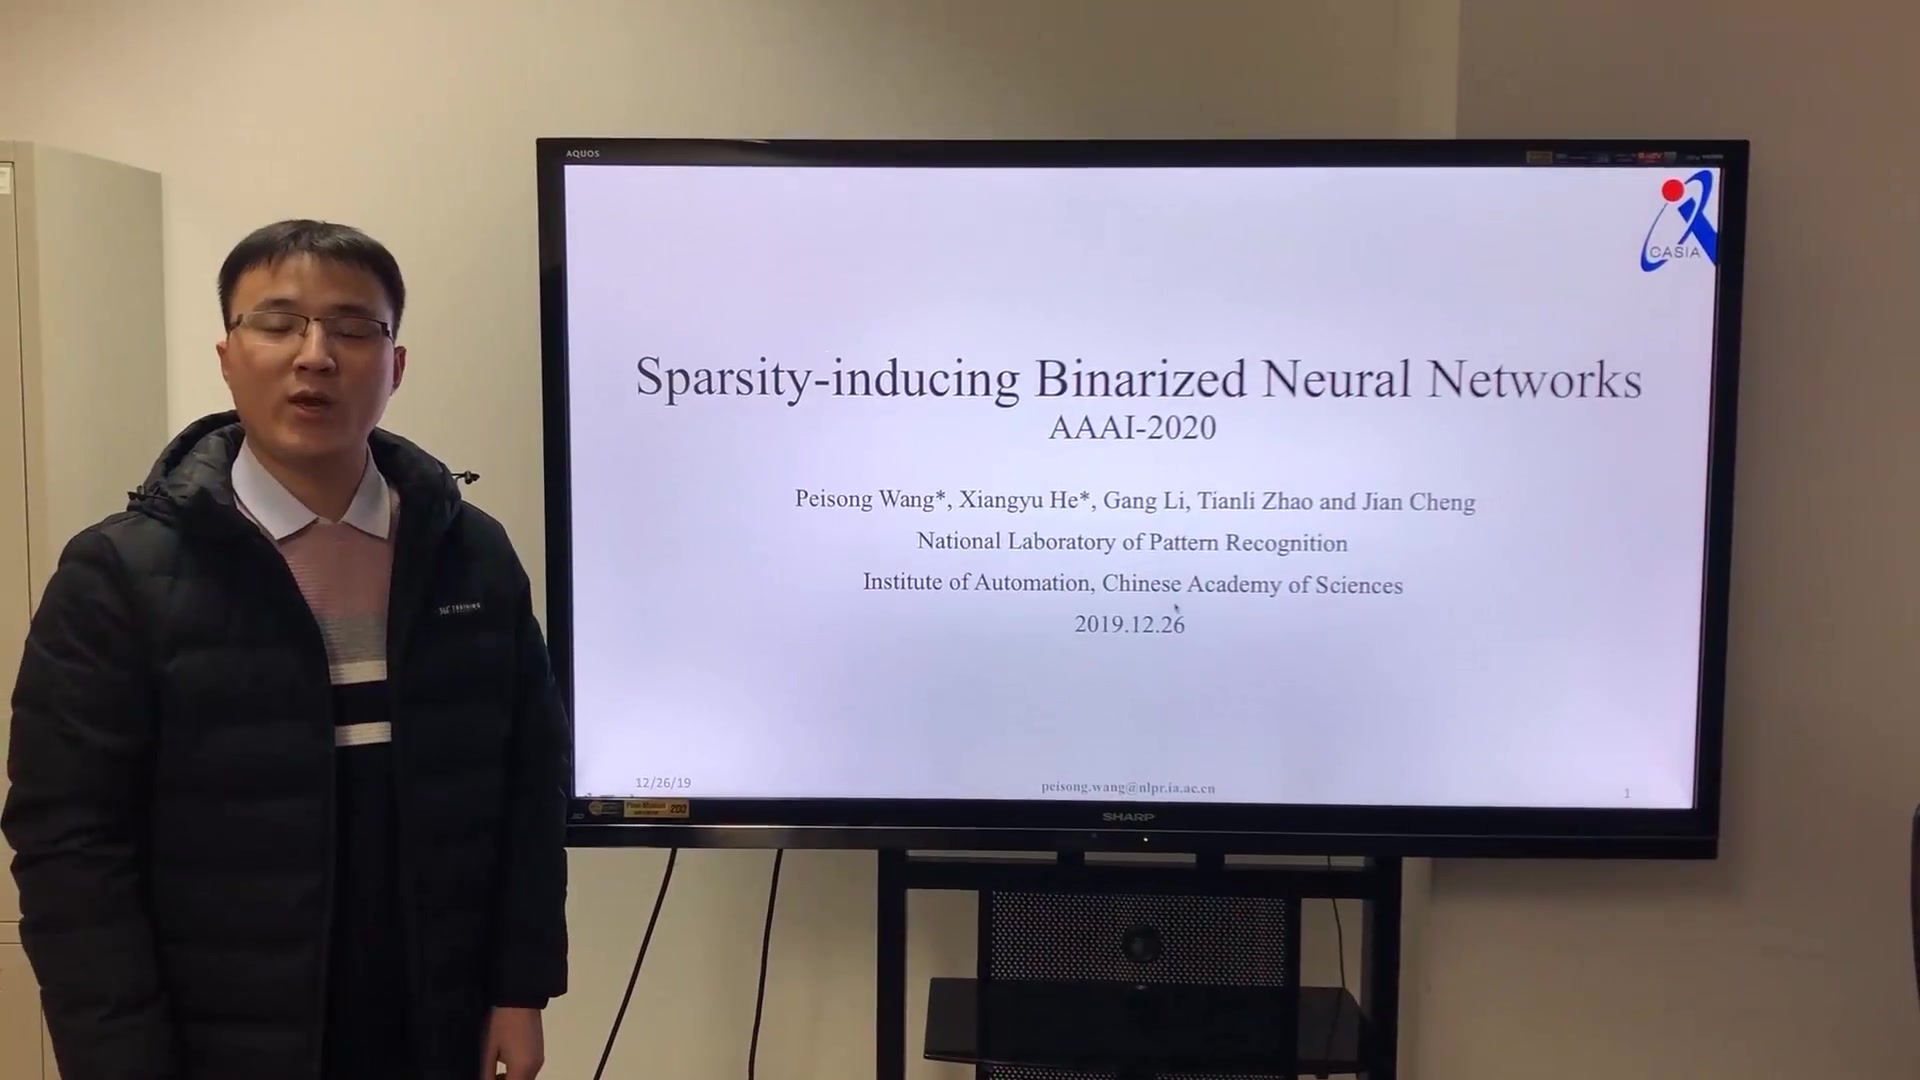 AQUOS
CASIA
Sparsity-inducing Binarized Neural Networks
AAAI-2020
Peisong Wang*, Xiangyu He*, Gang Li, Tianli Zhao and Jian Cheng
National Laboratory of Pattern Recognition
Institute of Automation, Chinese Academy of Sciences
2019.12.26
12/26/19
peisong.wang@nlpr.ia.ac.cn
1
200
SHARP
TRAINING